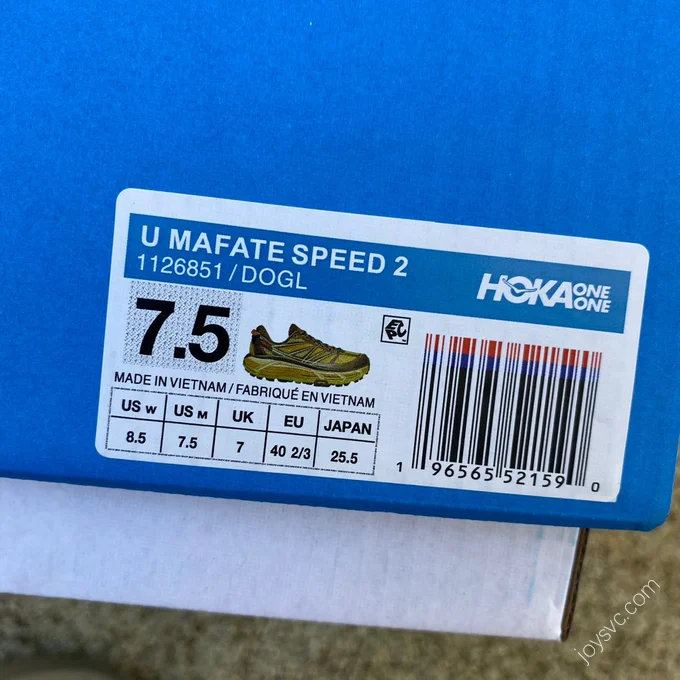 U MAFATE SPEED 2
1126851/DOGL
HOKA ONE ONE
7.5
MADE IN VIETNAM / FABRIQUÉ EN VIETNAM
US W US M UK EU JAPAN
8.5 7.5 7 40 2/3 25.5
1 96565 52159 0
joysvc.com